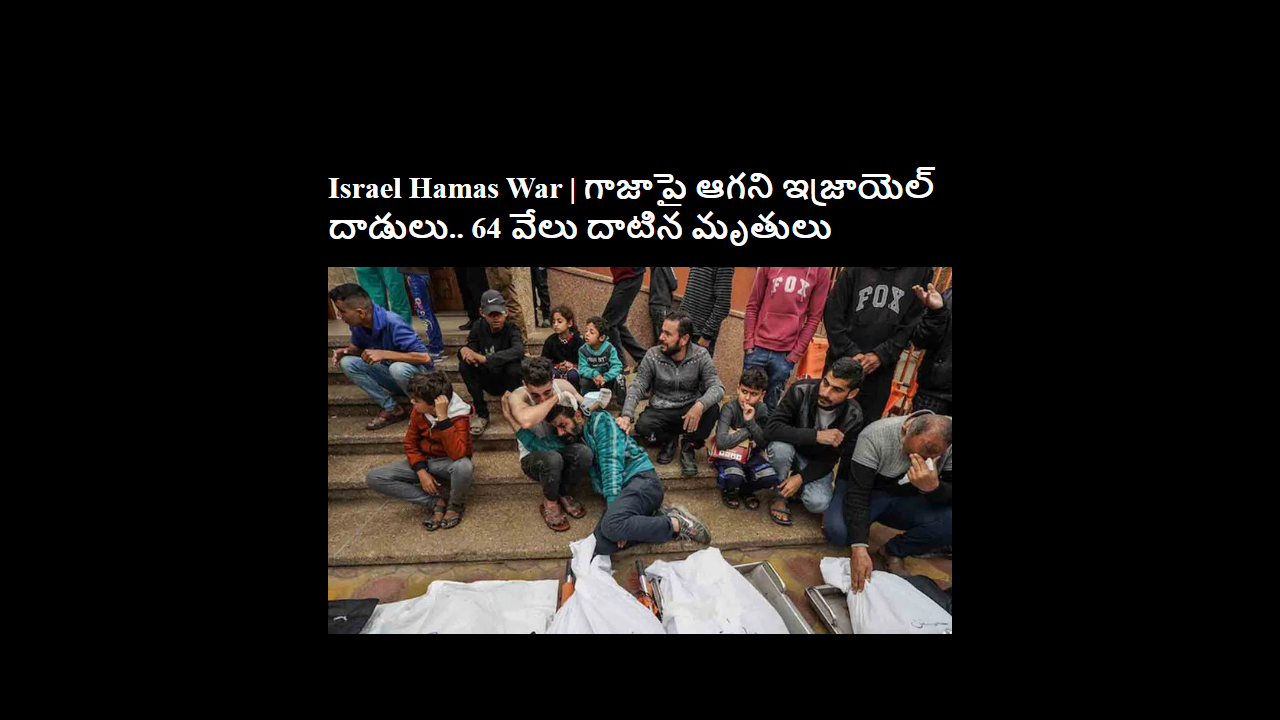 Israel Hamas War | గాజాపై ఆగని ఇజ్రాయెల్
దాడులు.. 64 వేలు దాటిన మృతులు
FOX
FOX